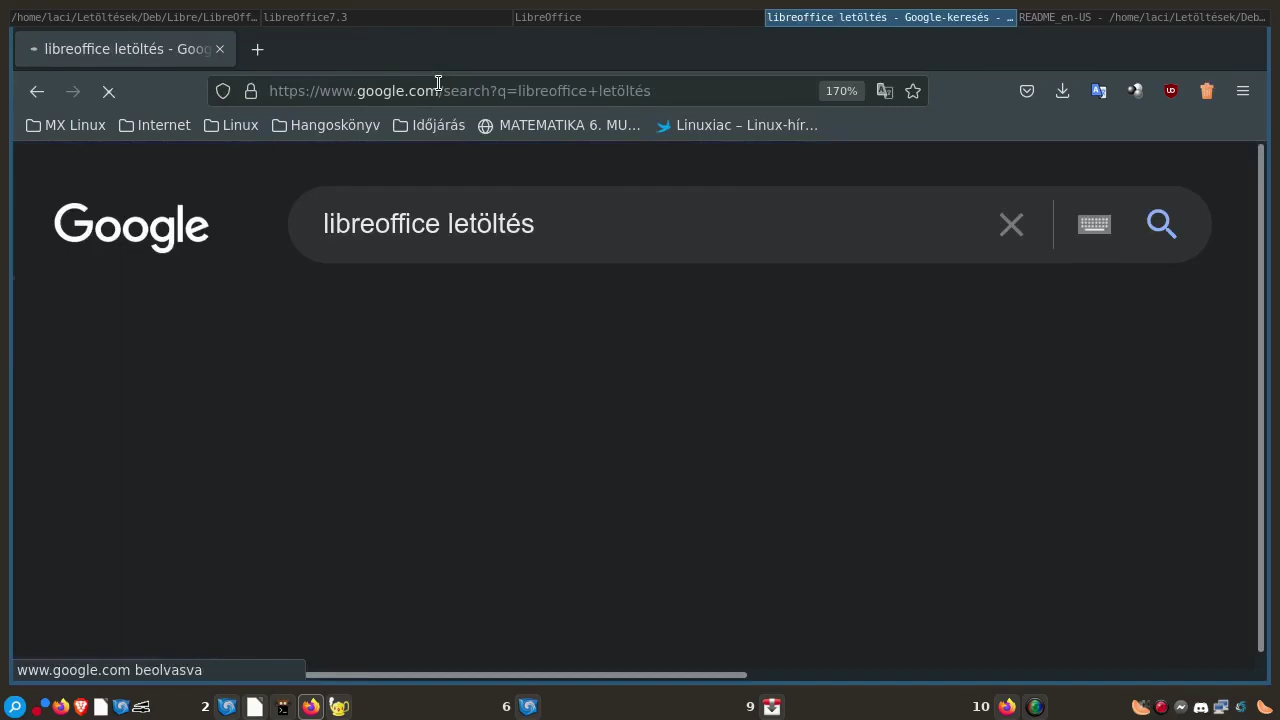 /home/laci/Letöltések/Deb/Libre/LibreOff… libreoffice7.3 LibreOffice libreoffice letöltés - Google-keresés - … README_en-US - /home/laci/Letöltések/Deb…
libreoffice letöltés - Goog
https://www.google.com/search?q=libreoffice+letöltés 170%
MX Linux Internet Linux Hangoskönyv Időjárás MATEMATIKA 6. MU… Linuxiac – Linux-hír…
Google libreoffice letöltés
www.google.com beolvasva
2 6 9 10